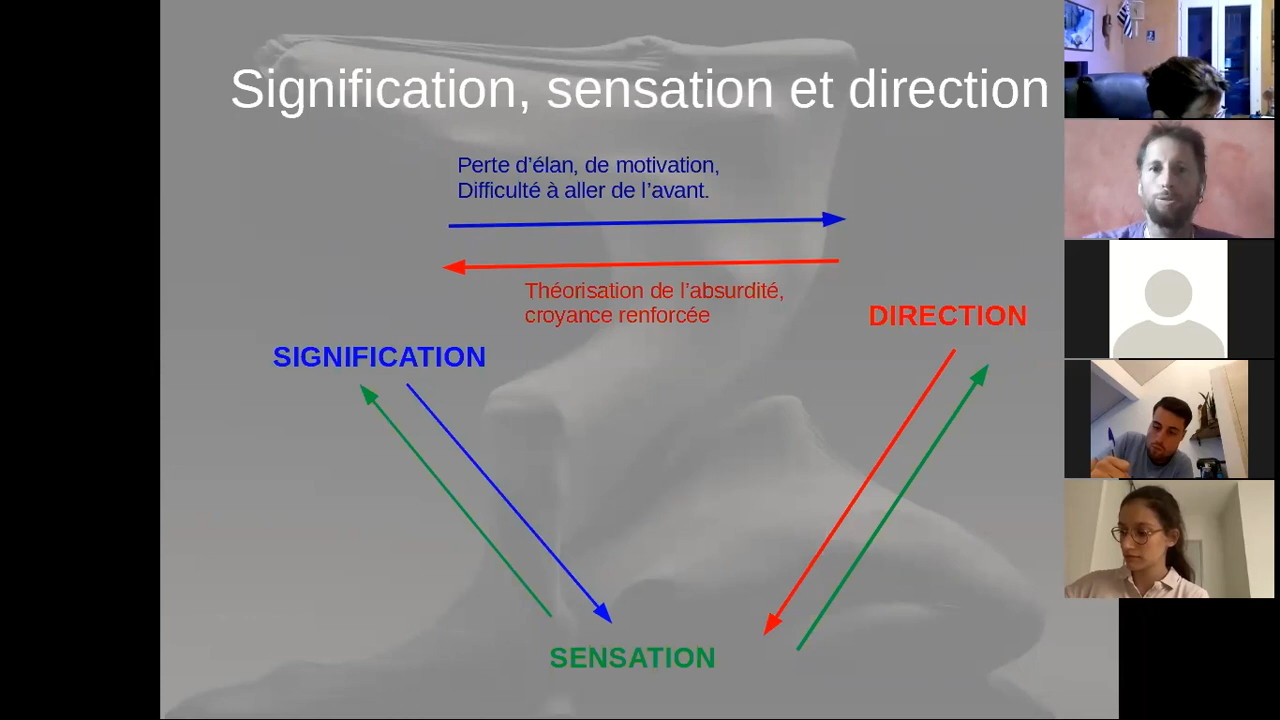 Signification, sensation et direction
Perte d’élan, de motivation,
Difficulté à aller de l’avant.
Théorisation de l’absurdité,
croyance renforcée
DIRECTION
SIGNIFICATION
SENSATION